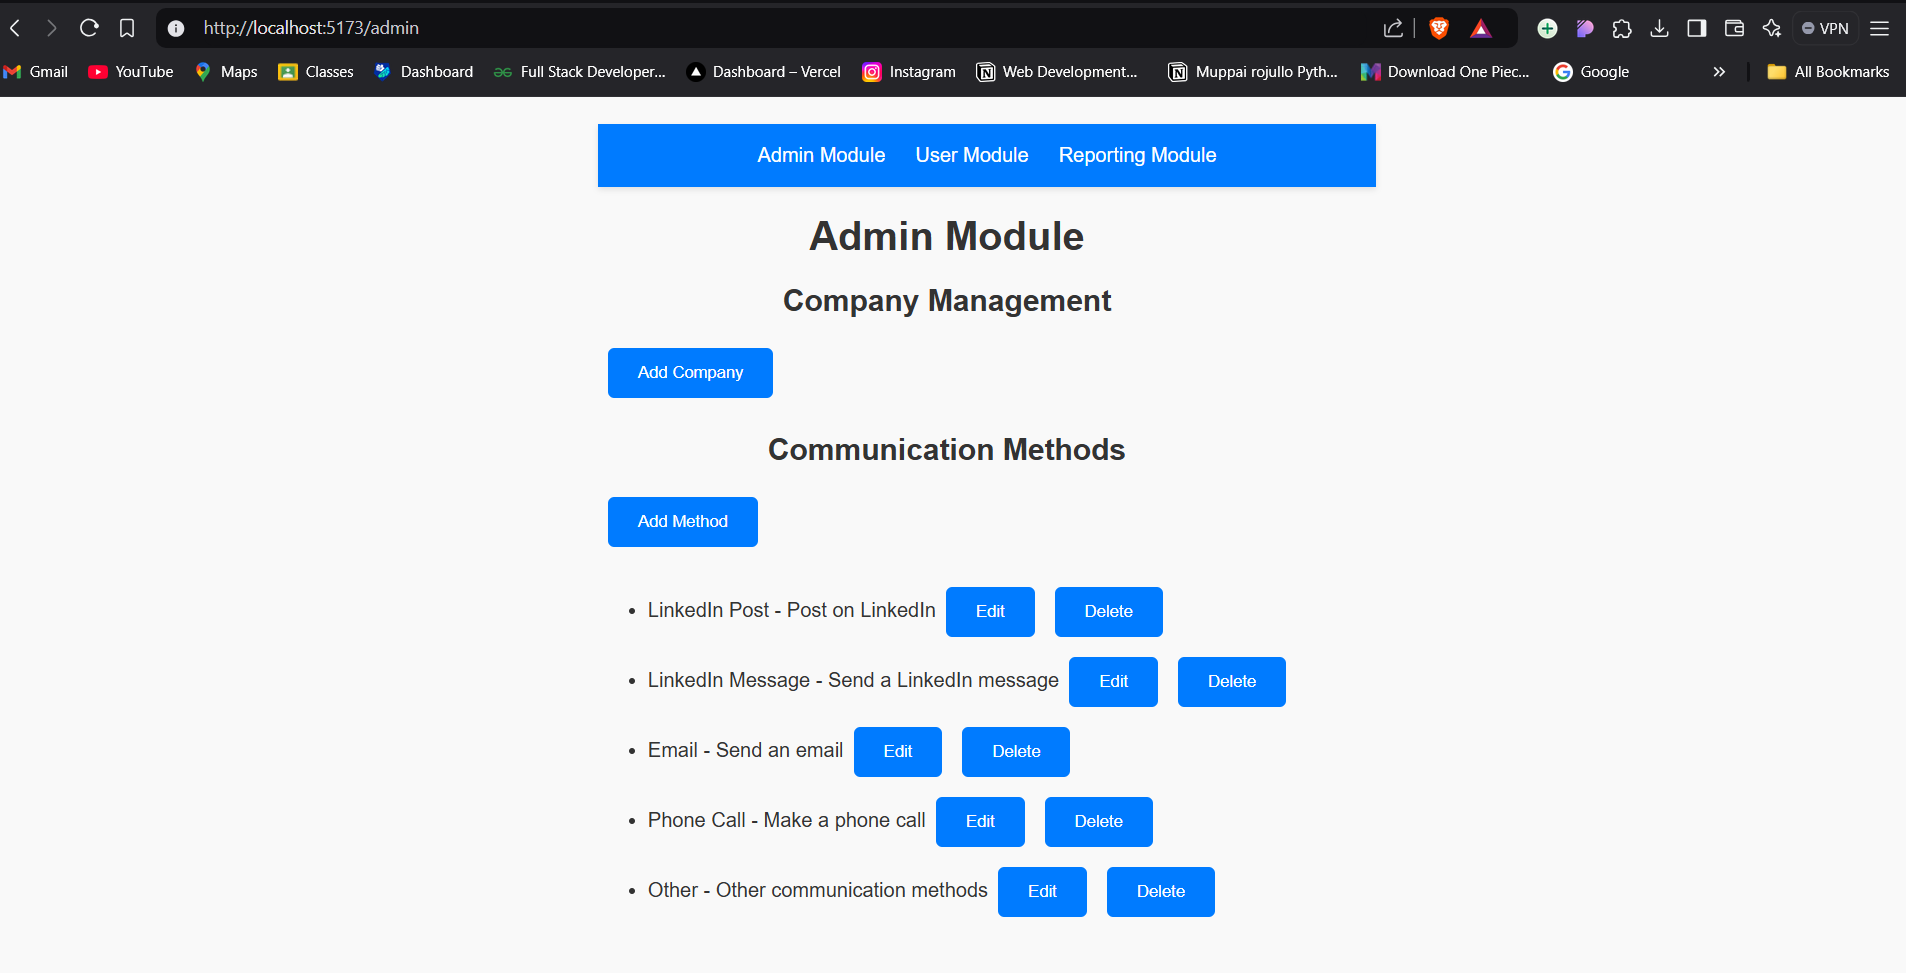 http://localhost:5173/admin
VPN
Gmail YouTube Maps Classes Dashboard Full Stack Developer... Dashboard – Vercel Instagram Web Development... Muppai rojullo Pyth... Download One Piec... Google All Bookmarks
Admin Module User Module Reporting Module
Admin Module
Company Management
Add Company
Communication Methods
Add Method
• LinkedIn Post - Post on LinkedIn Edit Delete
• LinkedIn Message - Send a LinkedIn message Edit Delete
• Email - Send an email Edit Delete
• Phone Call - Make a phone call Edit Delete
• Other - Other communication methods Edit Delete